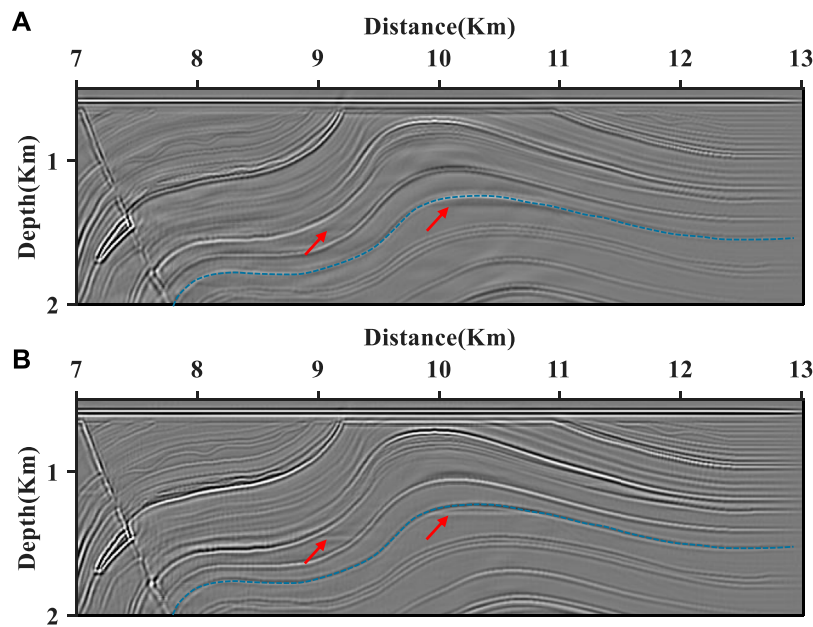 A
Distance(Km)
7 8 9 10 11 12 13
Depth(Km)
1
2
B
Distance(Km)
7 8 9 10 11 12 13
Depth(Km)
1
2